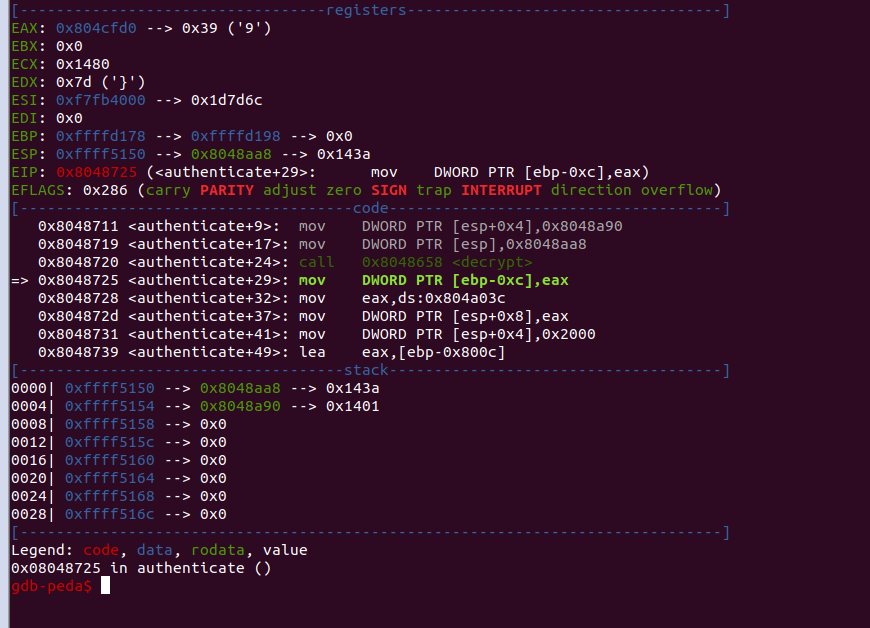 [----------------------------------registers-----------------------------------]
EAX: 0x804cfd0 --> 0x39 ('9')
EBX: 0x0
ECX: 0x1480
EDX: 0x7d ('}')
ESI: 0xf7fb4000 --> 0x1d7d6c
EDI: 0x0
EBP: 0xffffd178 --> 0xffffd198 --> 0x0
ESP: 0xffff5150 --> 0x8048aa8 --> 0x143a
EIP: 0x8048725 (<authenticate+29>:      mov    DWORD PTR [ebp-0xc],eax)
EFLAGS: 0x286 (carry PARITY adjust zero SIGN trap INTERRUPT direction overflow)
[-------------------------------------code-------------------------------------]
   0x8048711 <authenticate+9>:  mov    DWORD PTR [esp+0x4],0x8048a90
   0x8048719 <authenticate+17>: mov    DWORD PTR [esp],0x8048aa8
   0x8048720 <authenticate+24>: call   0x8048658 <decrypt>
=> 0x8048725 <authenticate+29>: mov    DWORD PTR [ebp-0xc],eax
   0x8048728 <authenticate+32>: mov    eax,ds:0x804a03c
   0x804872d <authenticate+37>: mov    DWORD PTR [esp+0x8],eax
   0x8048731 <authenticate+41>: mov    DWORD PTR [esp+0x4],0x2000
   0x8048739 <authenticate+49>: lea    eax,[ebp-0x800c]
[------------------------------------stack-------------------------------------]
0000| 0xffff5150 --> 0x8048aa8 --> 0x143a
0004| 0xffff5154 --> 0x8048a90 --> 0x1401
0008| 0xffff5158 --> 0x0
0012| 0xffff515c --> 0x0
0016| 0xffff5160 --> 0x0
0020| 0xffff5164 --> 0x0
0024| 0xffff5168 --> 0x0
0028| 0xffff516c --> 0x0
[------------------------------------------------------------------------------]
Legend: code, data, rodata, value
0x08048725 in authenticate ()
gdb-peda$